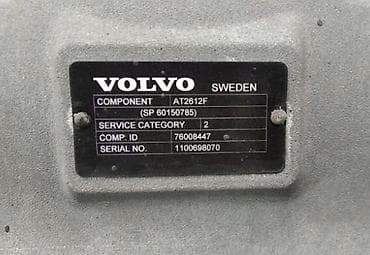 VOLVO SWEDEN
COMPONENT AT2612F
(SP 60150785)
SERVICE CATEGORY 2
COMP. ID 76008447
SERIAL NO. 1100698070